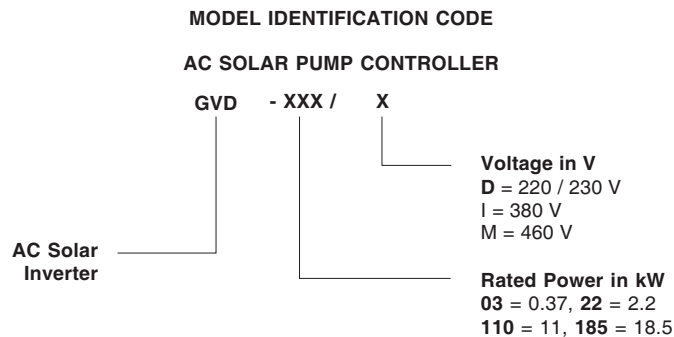 MODEL IDENTIFICATION CODE
AC SOLAR PUMP CONTROLLER
GVD - XXX / X
Voltage in V
D = 220 / 230 V
I = 380 V
M = 460 V
AC Solar
Inverter
Rated Power in kW
03 = 0.37, 22 = 2.2
110 = 11, 185 = 18.5